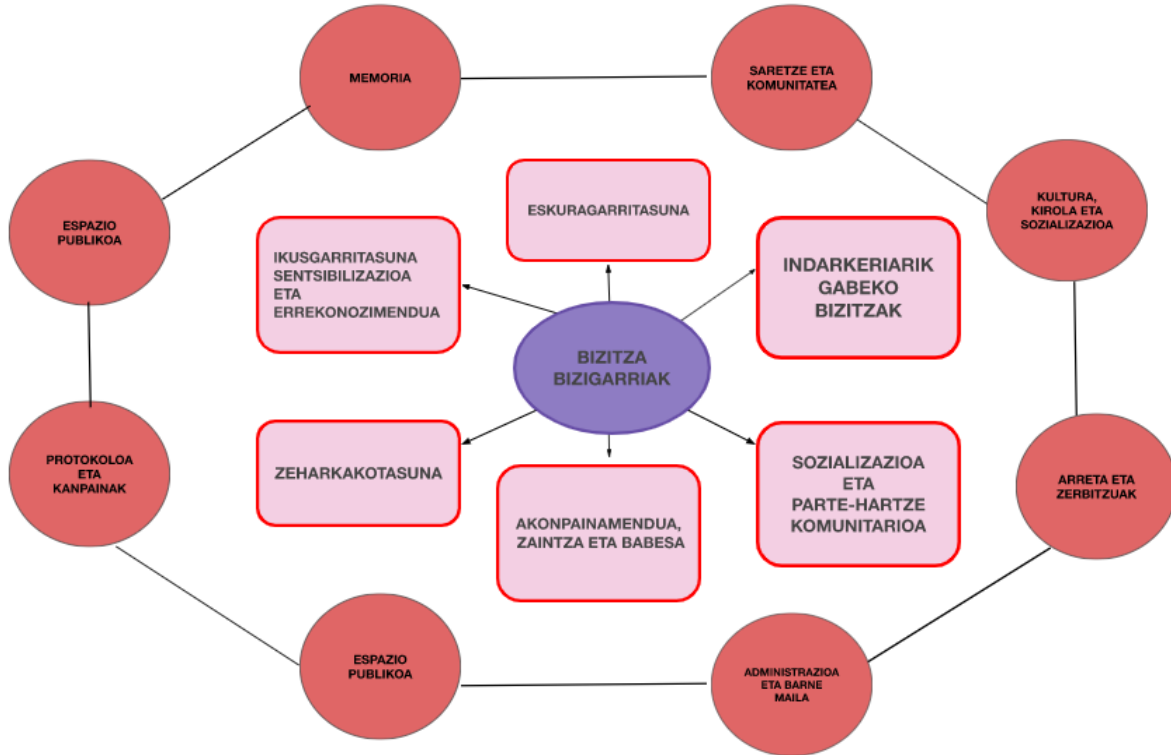 MEMORIA
SARETZE ETA
KOMUNITATEA
ESPAZIO
PUBLIKOA
KULTURA,
KIROLA ETA
SOZIALIZAZIOA
ESKURAGARRITASUNA
IKUSGARRITASUNA
SENTSIBILIZAZIOA
ETA
ERREKONOZIMENDUA
INDARKERIARIK
GABEKO
BIZITZAK
BIZITZA
BIZIGARRIAK
PROTOKOLOA
ETA
KANPAINAK
ZEHARKAKOTASUNA
AKONPAINAMENDUA,
ZAINTZA ETA BABESA
SOZIALIZAZIOA
ETA
PARTE-HARTZE
KOMUNITARIOA
ARRETA ETA
ZERBITZUAK
ESPAZIO
PUBLIKOA
ADMINISTRAZIOA
ETA BARNE
MAILA